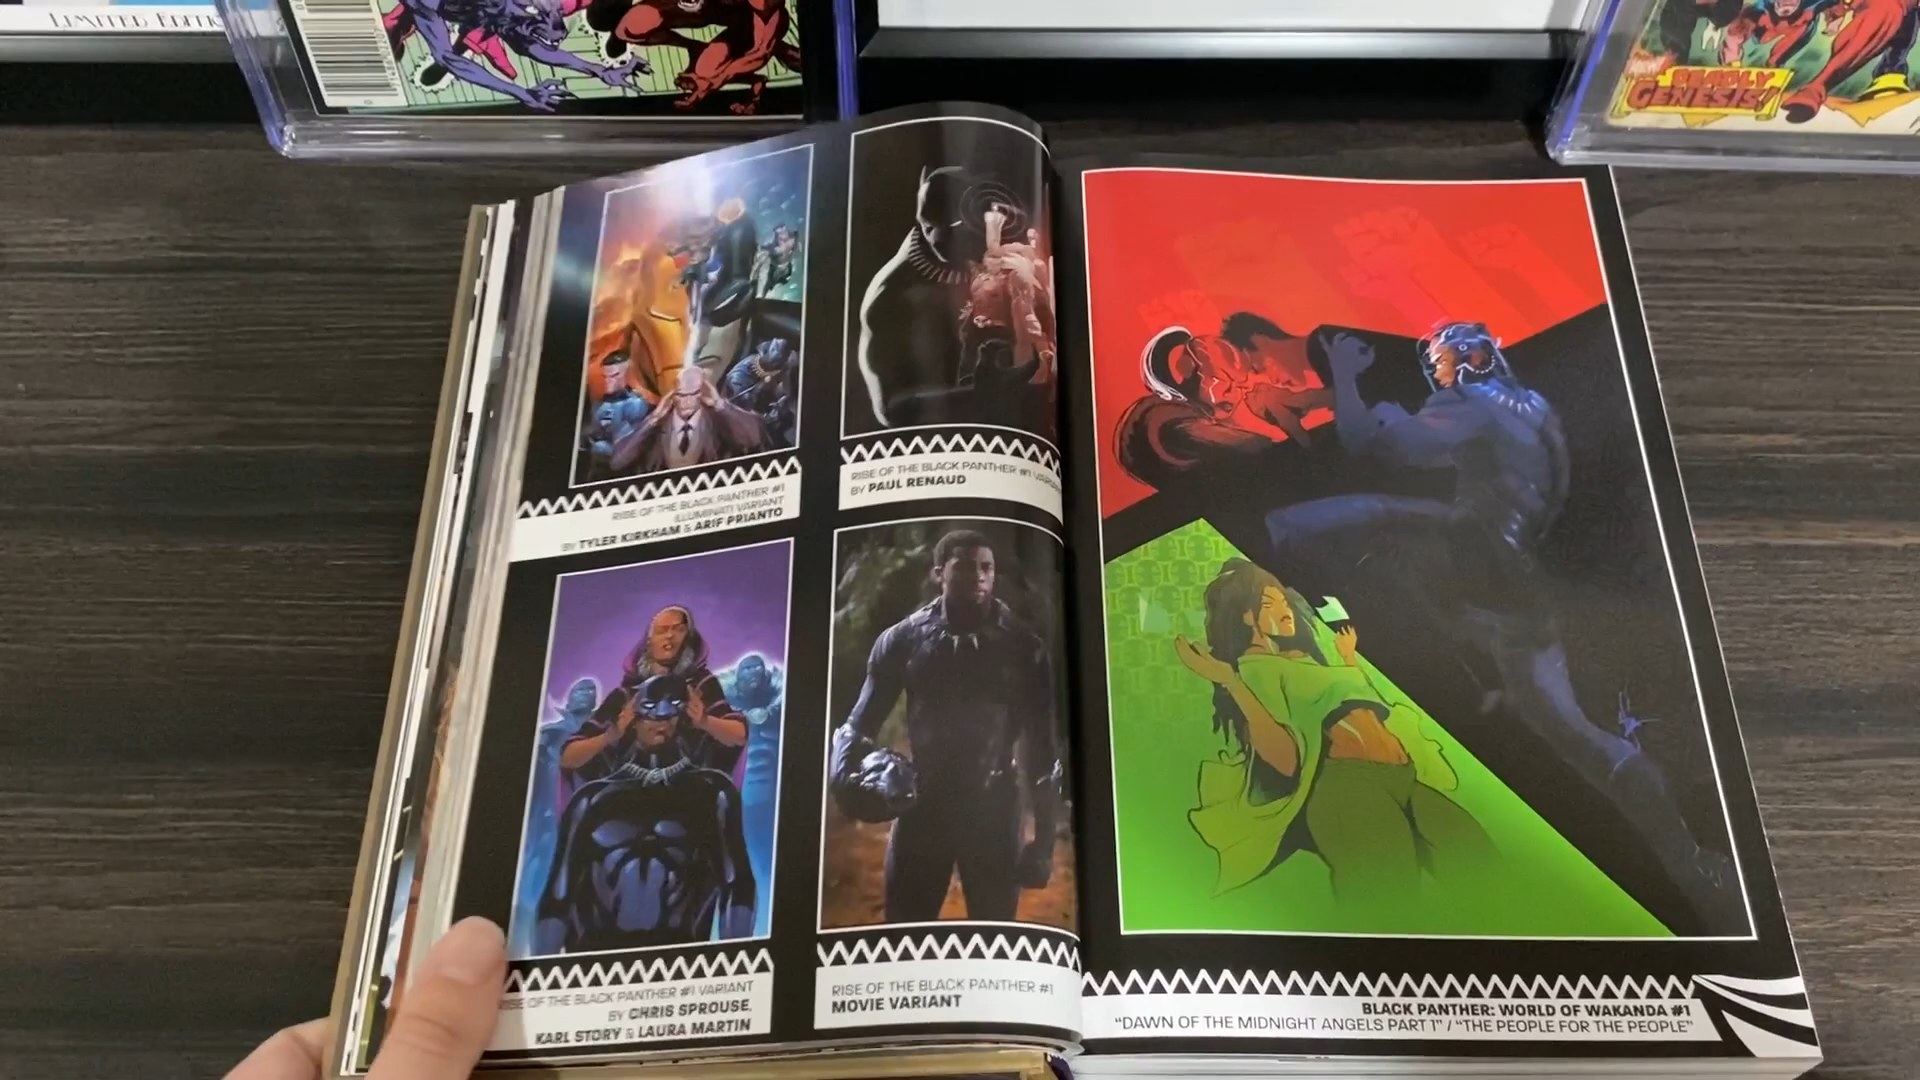 LIMITED EDITION
NEW!
DEADLY
GENESIS!
RISE OF THE BLACK PANTHER #1
ILLUMINATI VARIANT
BY TYLER KIRKHAM & ARIF PRIANTO
RISE OF THE BLACK PANTHER #1
BY PAUL RENAUD
RISE OF THE BLACK PANTHER #1 VARIANT
BY CHRIS SPROUSE,
KARL STORY & LAURA MARTIN
RISE OF THE BLACK PANTHER #1
MOVIE VARIANT
BLACK PANTHER: WORLD OF WAKANDA #1
"DAWN OF THE MIDNIGHT ANGELS PART 1" / "THE PEOPLE FOR THE PEOPLE"